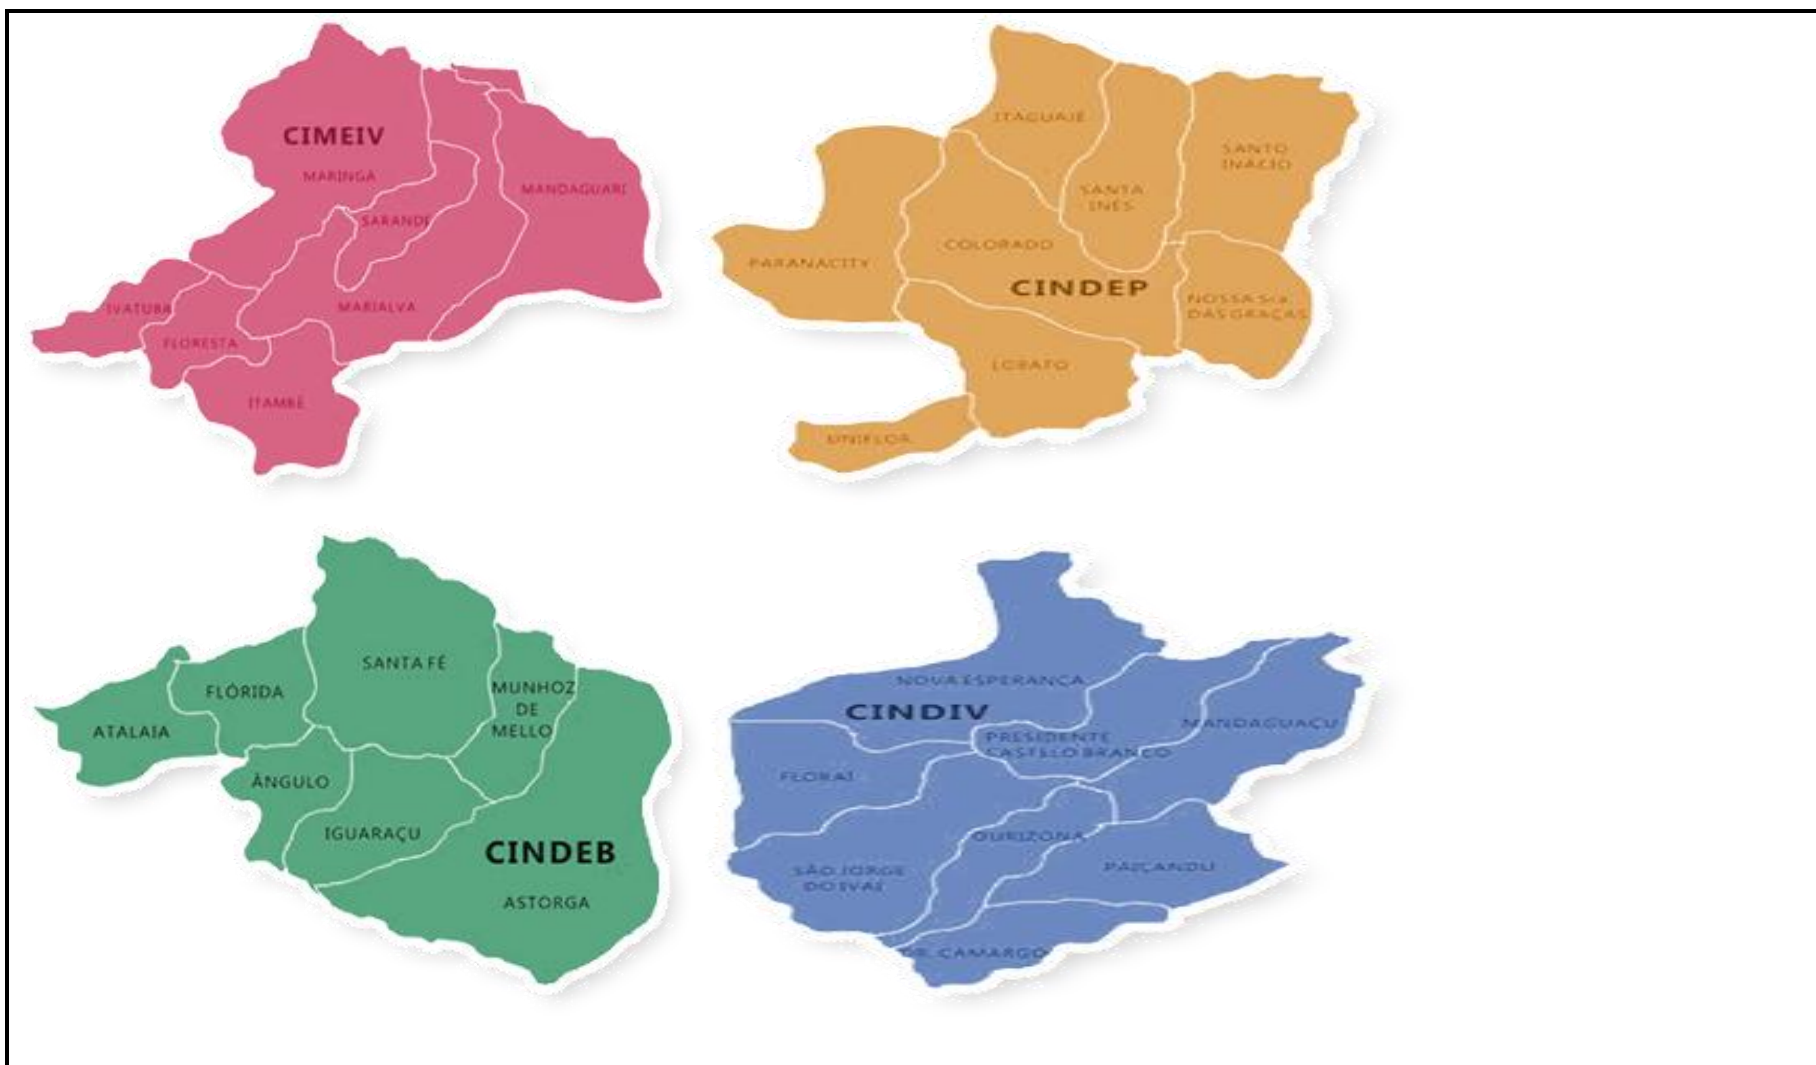 CIMEIV
MARINGÁ
MANDAGUARI
SARANDI
IVATUBA
MARIALVA
FLORESTA
ITAMBÉ
ITAGUAJÉ
SANTO
INÁCIO
SANTA
INÊS
COLORADO
PARANACITY
CINDEP
NOSSA Sra.
DAS GRAÇAS
LOBATO
UNIFLOR
SANTA FÉ
FLÓRIDA
MUNHOZ
DE
MELLO
ATALAIA
ÂNGULO
IGUARAÇU
CINDEB
ASTORGA
NOVA ESPERANÇA
CINDIV
MANDAGUAÇU
PRESIDENTE
CASTELO BRANCO
FLORAÍ
OURIZONA
SÃO JORGE
DO IVAÍ
PAIÇANDU
DR. CAMARGO